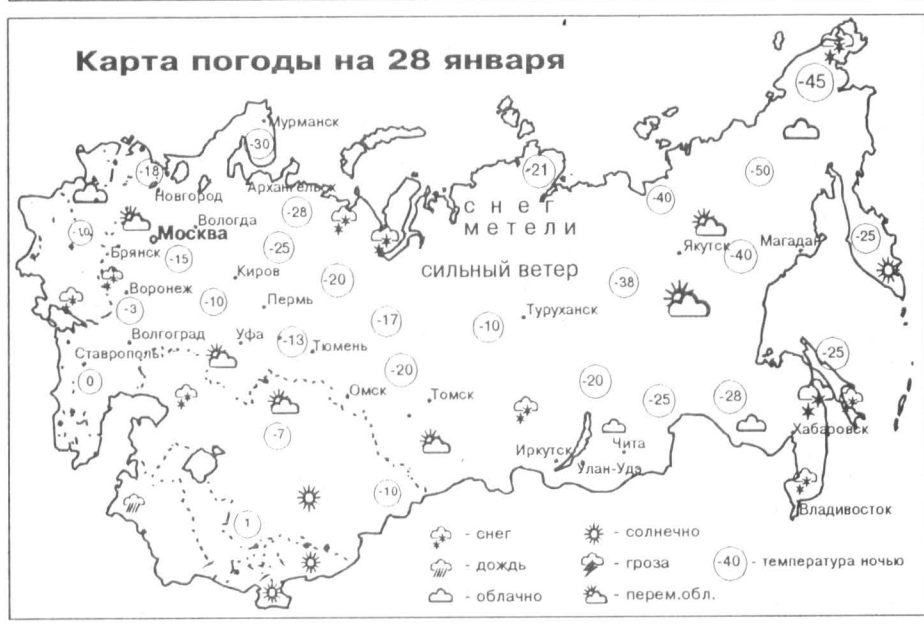 Карта погоды на 28 января
-45
Мурманск
-30
-18
-21
-50
Новгород
Архангельск
-40
-28
снег
-10
Вологда
метели
Москва
-25
Якутск
Магадан
-25
Брянск
-15
-40
Киров
сильный ветер
-20
-38
Воронеж
-10
Пермь
-3
Туруханск
-17
-10
Волгоград
Уфа
-13
Тюмень
Ставрополь
-25
0
-20
-20
Омск
Томск
-25
-28
Хабаровск
-7
Иркутск
Чита
Улан-Удэ
-10
Владивосток
1
- снег
- солнечно
- дождь
- гроза
-40 - температура ночью
- облачно
- перем.обл.